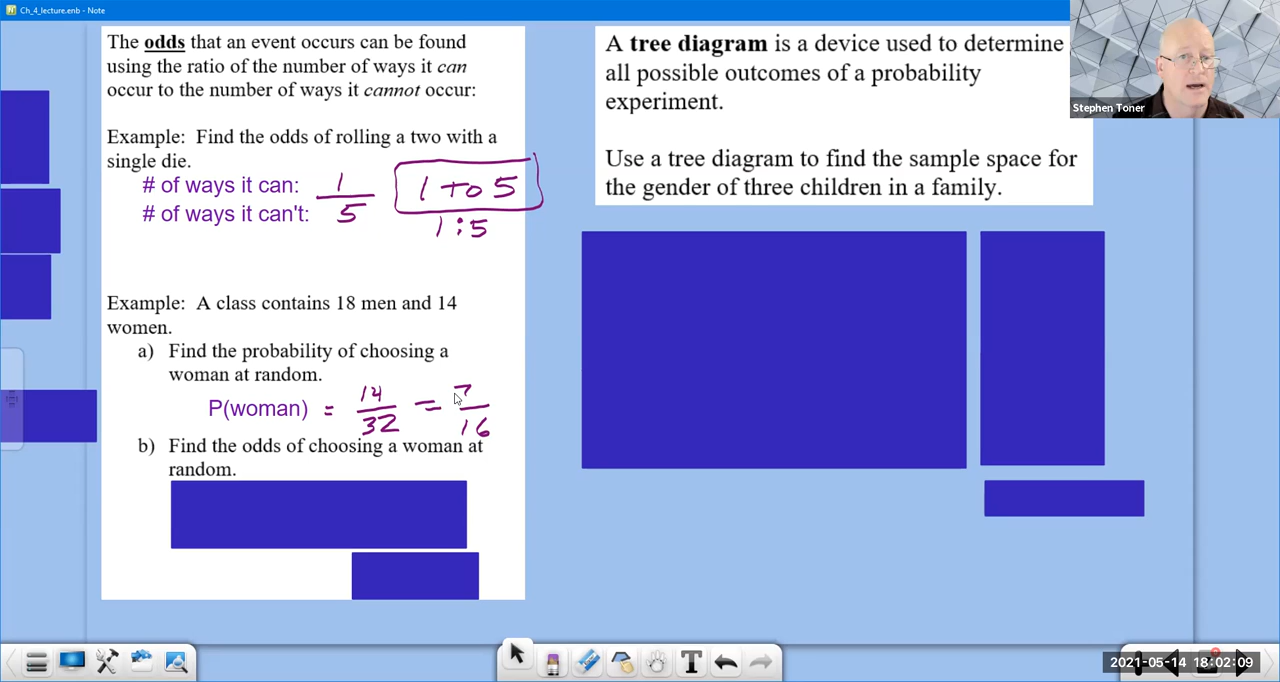 Ch_4_lecture.enb - Note
The odds that an event occurs can be found
using the ratio of the number of ways it can
occur to the number of ways it cannot occur:
Example: Find the odds of rolling a two with a
single die.
# of ways it can: 1
# of ways it can't: 5
1 to 5
1:5
Example: A class contains 18 men and 14
women.
a) Find the probability of choosing a
woman at random.
P(woman) = 14/32 = 7/16
b) Find the odds of choosing a woman at
random.
A tree diagram is a device used to determine
all possible outcomes of a probability
experiment.
Use a tree diagram to find the sample space for
the gender of three children in a family.
Stephen Toner
T
2021-05-14 18:02:09